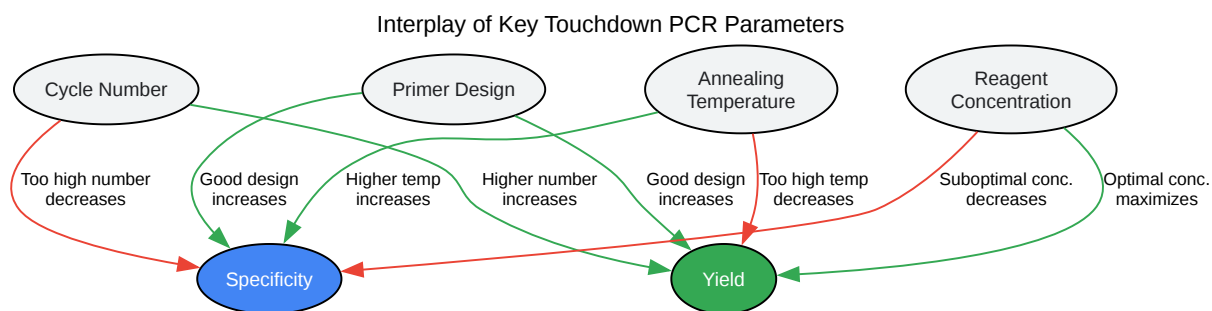 Interplay of Key Touchdown PCR Parameters
Cycle Number
Primer Design
Annealing
Temperature
Reagent
Concentration
Too high number
decreases
Good design
increases
Higher temp
increases
Higher number
increases
Good design
increases
Too high temp
decreases
Suboptimal conc.
decreases
Optimal conc.
maximizes
Specificity
Yield